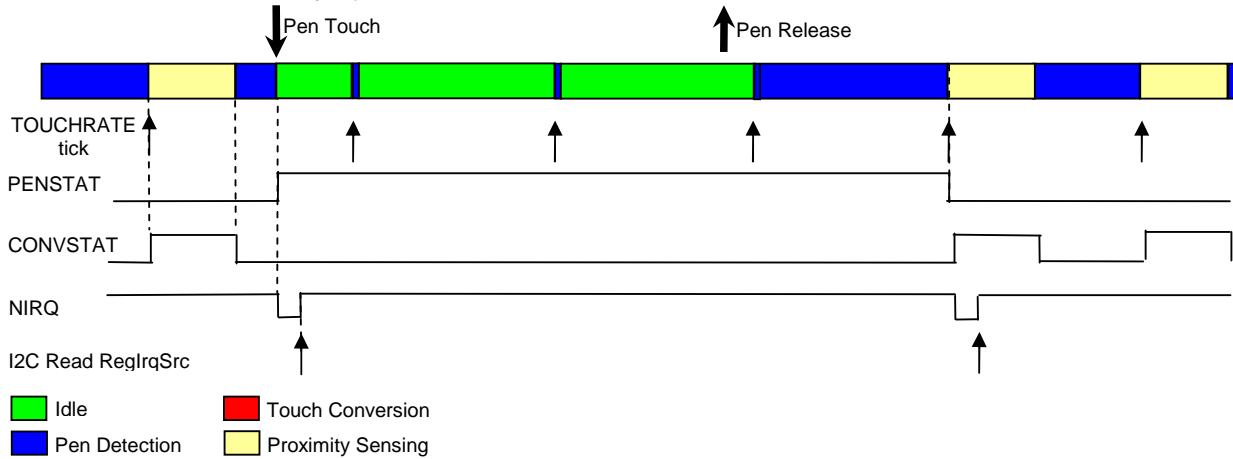 Pen Touch
Pen Release
TOUCHRATE
tick
PENSTAT
CONVSTAT
NIRQ
I2C Read RegIrqSrc
Idle
Touch Conversion
Pen Detection
Proximity Sensing